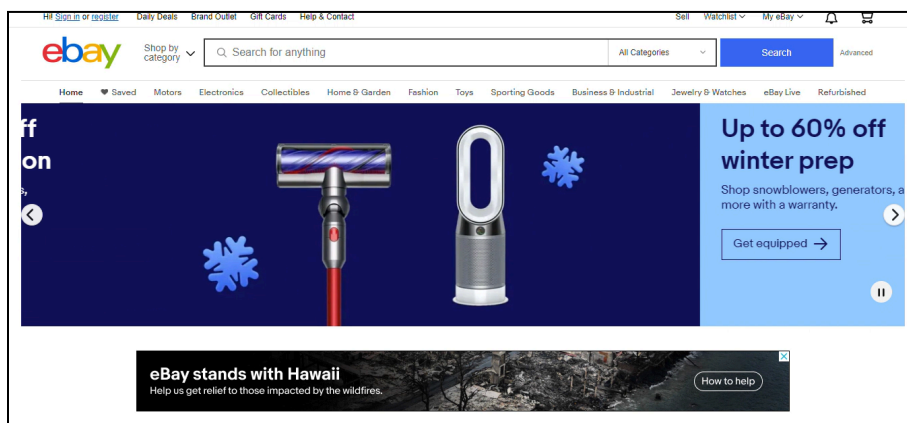 Hi! Sign in or register Daily Deals Brand Outlet Gift Cards Help & Contact Sell Watchlist My eBay
ebay Shop by category Search for anything All Categories Search Advanced
Home Saved Motors Electronics Collectibles Home & Garden Fashion Toys Sporting Goods Business & Industrial Jewelry & Watches eBay Live Refurbished
ff
on
s,
Up to 60% off
winter prep
Shop snowblowers, generators, a
more with a warranty.
Get equipped
eBay stands with Hawaii
Help us get relief to those impacted by the wildfires.
How to help